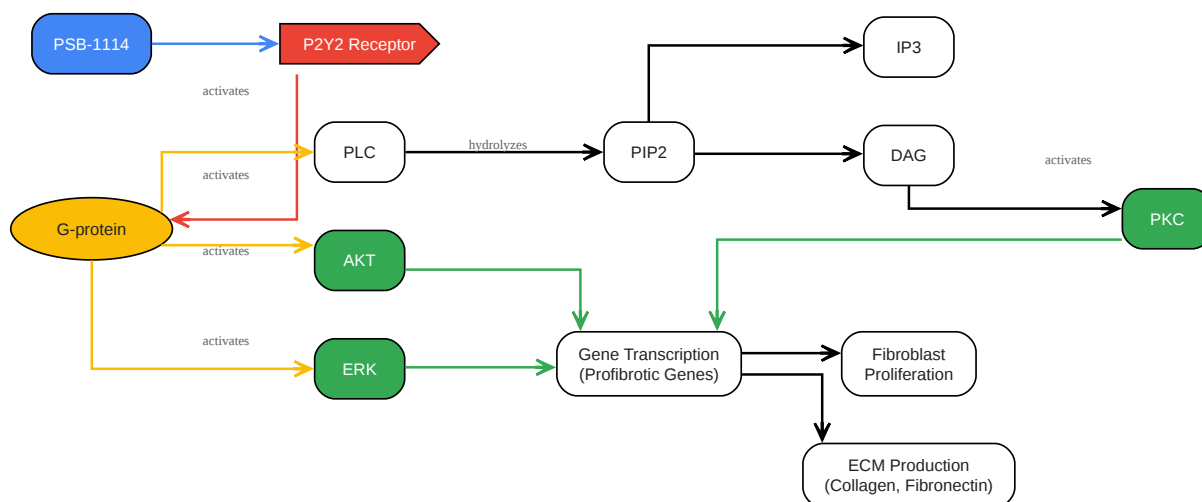 PSB-1114
P2Y2 Receptor
IP3
activates
PLC
hydrolyzes
PIP2
DAG
activates
activates
G-protein
PKC
activates
AKT
activates
ERK
Gene Transcription
(Profibrotic Genes)
Fibroblast
Proliferation
ECM Production
(Collagen, Fibronectin)